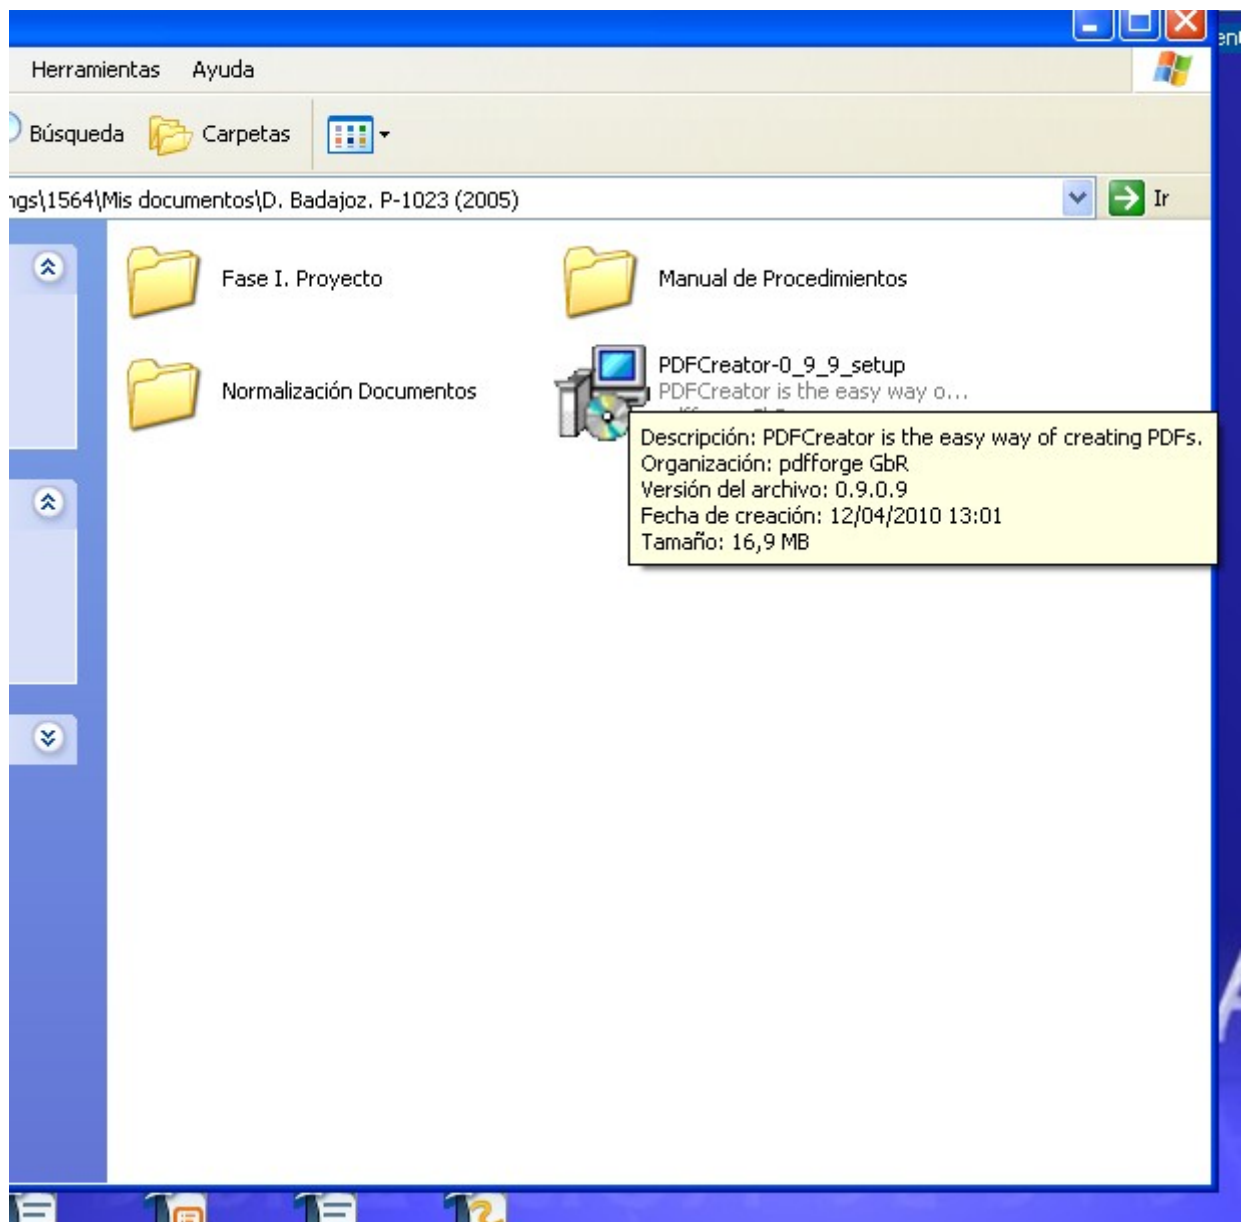 Herramientas Ayuda
Búsqueda Carpetas
ngs\1564\Mis documentos\D. Badajoz. P-1023 (2005) Ir
Fase I. Proyecto
Manual de Procedimientos
Normalización Documentos
PDFCreator-0_9_9_setup
PDFCreator is the easy way o...
Descripción: PDFCreator is the easy way of creating PDFs.
Organización: pdfforge GbR
Versión del archivo: 0.9.0.9
Fecha de creación: 12/04/2010 13:01
Tamaño: 16,9 MB